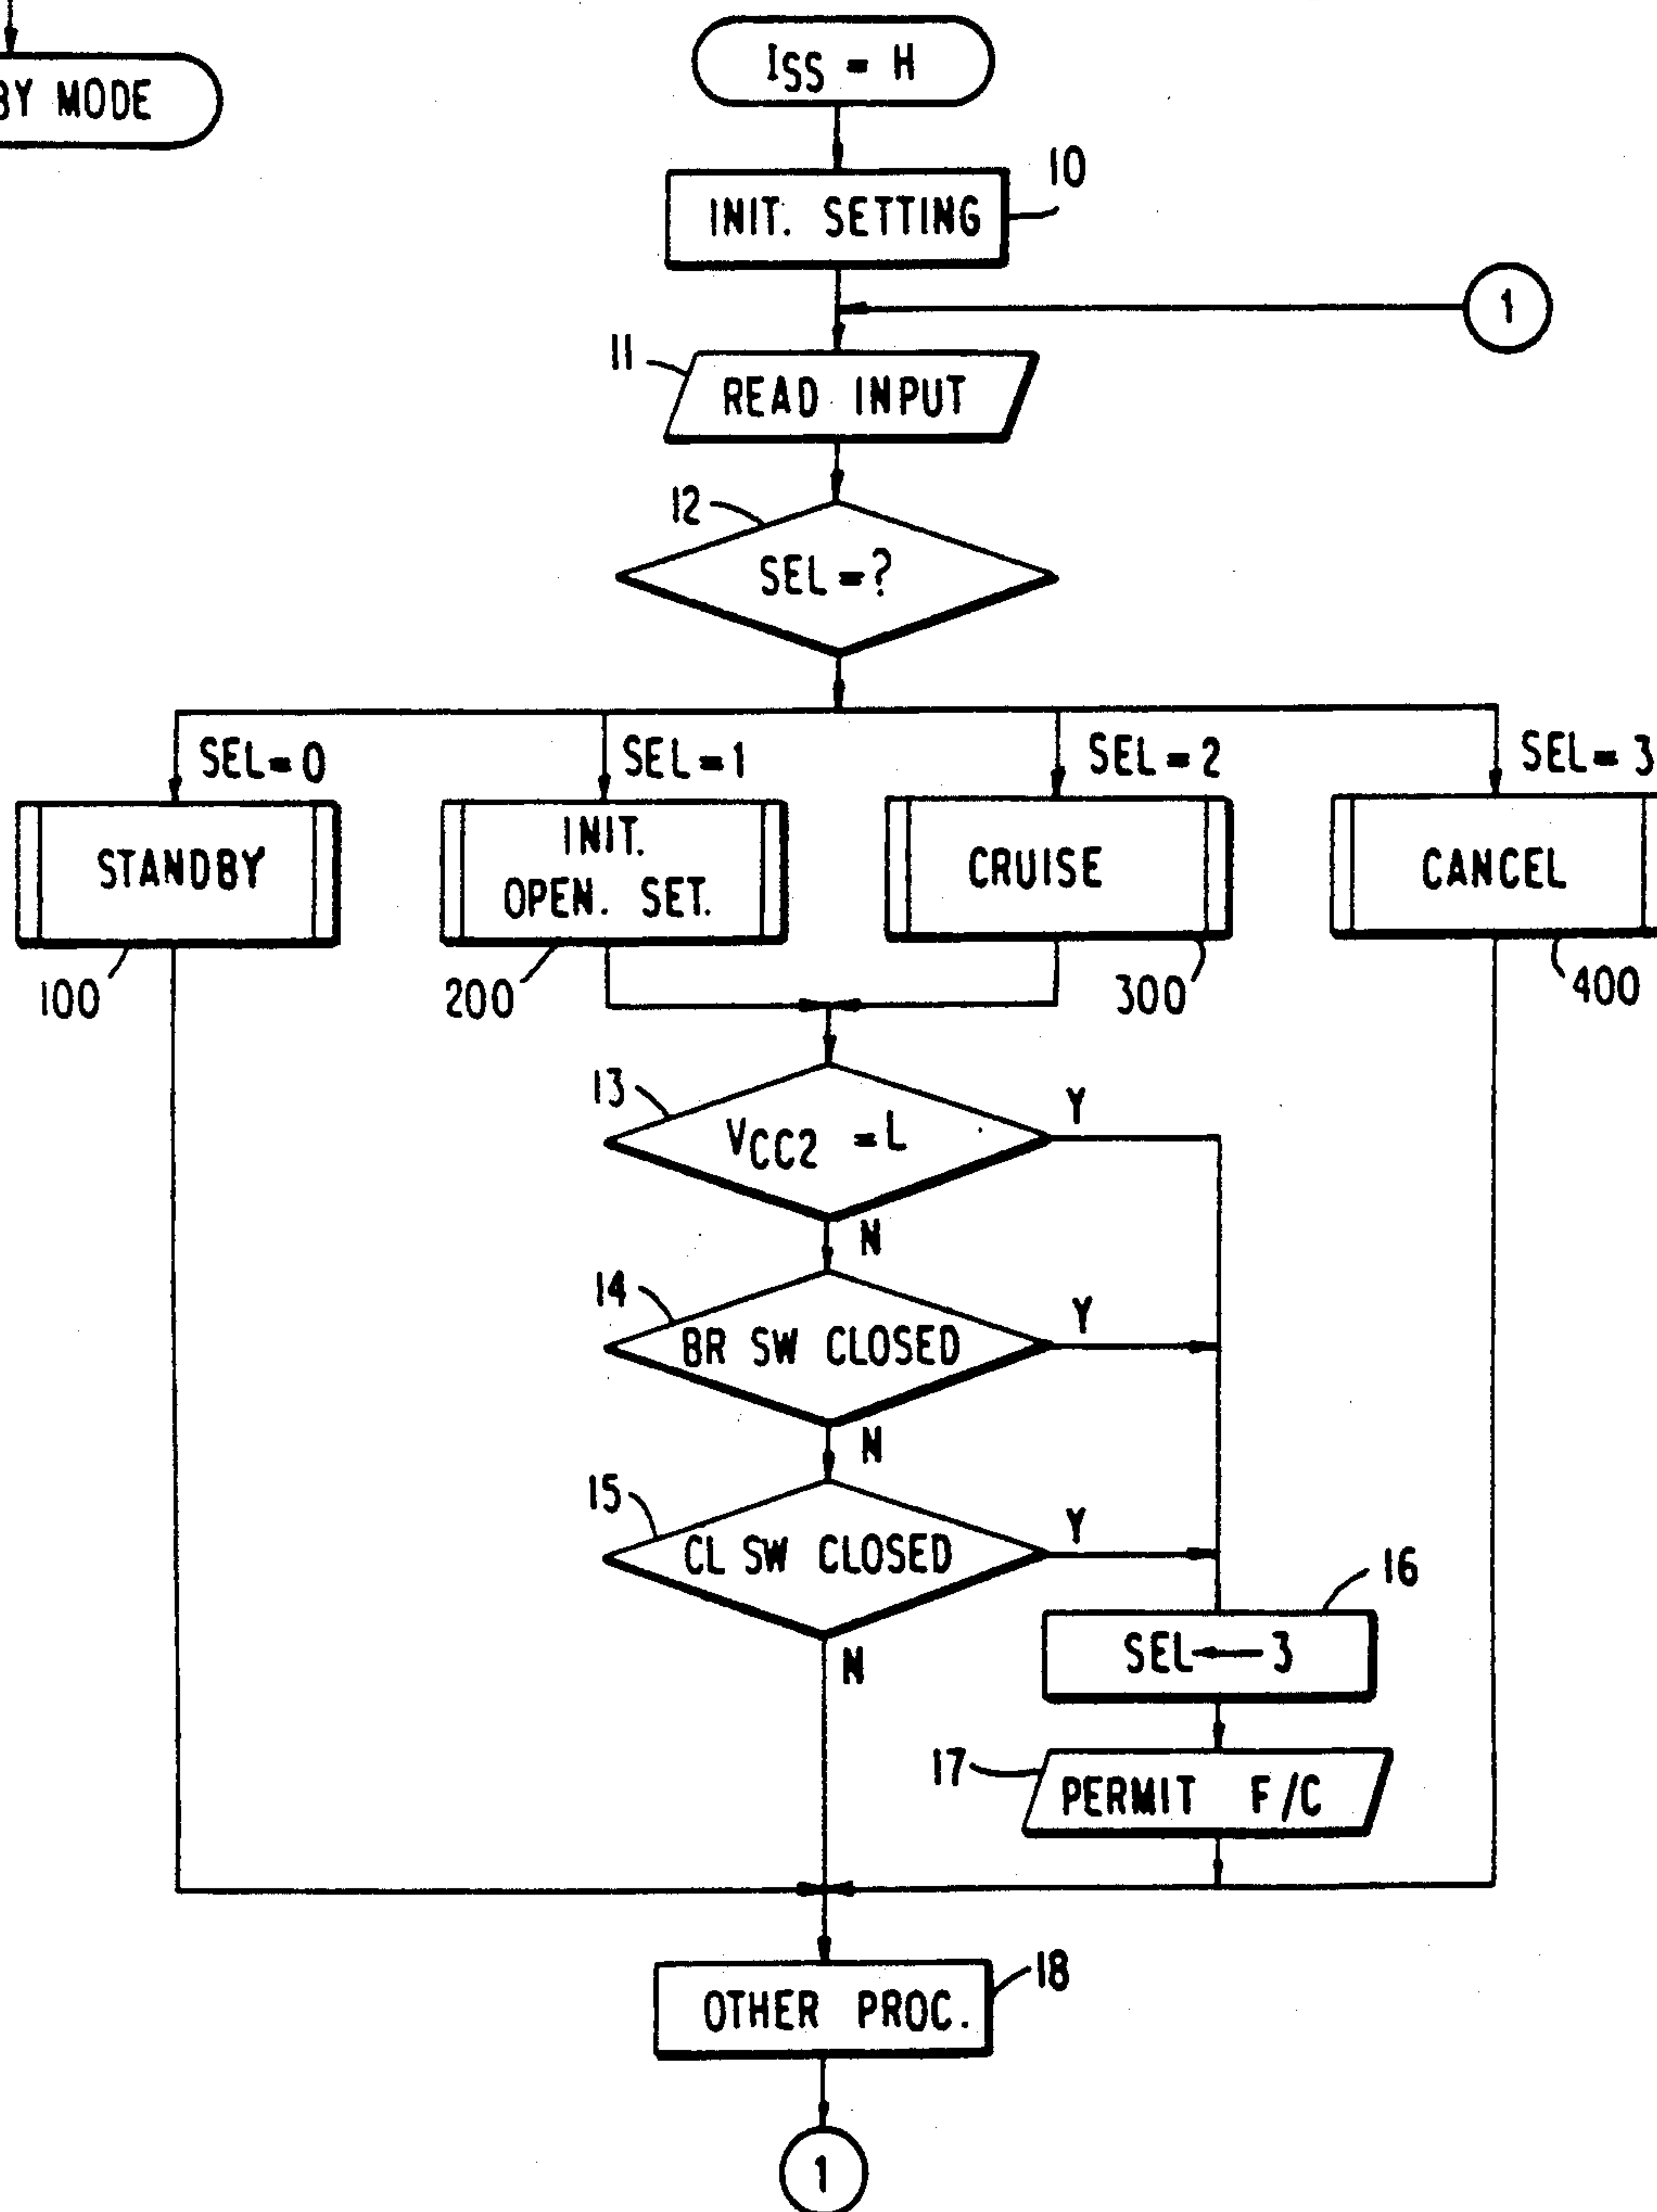 BY MODE
ISS = H
INIT. SETTING
10
1
11
READ INPUT
12
SEL=?
SEL=0
SEL=1
SEL=2
SEL=3
STANDBY
INIT.
OPEN. SET.
CRUISE
CANCEL
100
200
300
400
13
VCC2 =L
Y
N
14
BR SW CLOSED
Y
N
15
CL SW CLOSED
Y
N
16
SEL←3
17
PERMIT F/C
18
OTHER PROC.
1